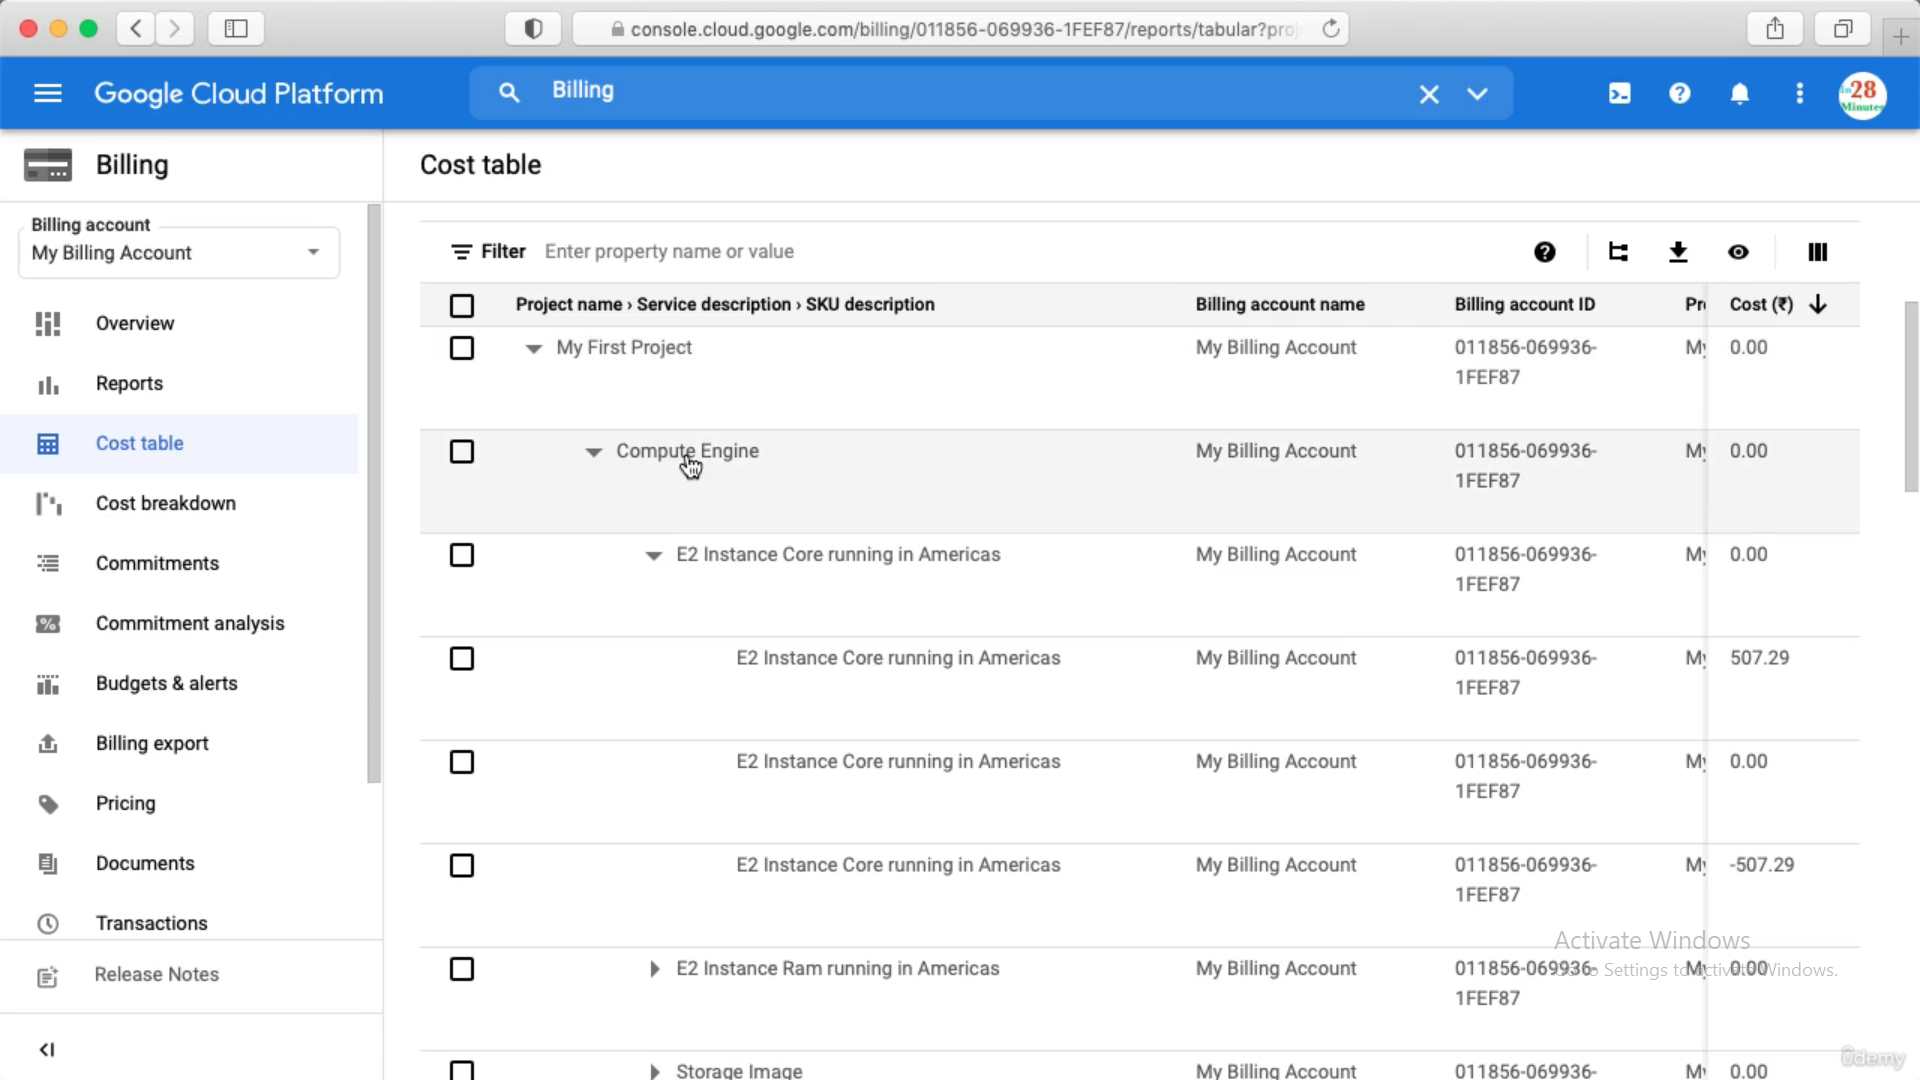 console.cloud.google.com/billing/011856-069936-1FEF87/reports/tabular?proj
Google Cloud Platform
Billing
28
Minutes
Billing
Cost table
Billing account
My Billing Account
Filter Enter property name or value
Project name › Service description › SKU description Billing account name Billing account ID Pr Cost (₹)
My First Project My Billing Account 011856-069936-1FEF87 My 0.00
Compute Engine My Billing Account 011856-069936-1FEF87 My 0.00
E2 Instance Core running in Americas My Billing Account 011856-069936-1FEF87 My 0.00
E2 Instance Core running in Americas My Billing Account 011856-069936-1FEF87 My 507.29
E2 Instance Core running in Americas My Billing Account 011856-069936-1FEF87 My 0.00
E2 Instance Core running in Americas My Billing Account 011856-069936-1FEF87 My -507.29
E2 Instance Ram running in Americas My Billing Account 011856-069936-1FEF87 My 0.00
Storage Image My Billing Account 011856-069936- My 0.00
Overview
Reports
Cost table
Cost breakdown
Commitments
Commitment analysis
Budgets & alerts
Billing export
Pricing
Documents
Transactions
Release Notes
Activate Windows
Settings to activate Windows.
ûdemy